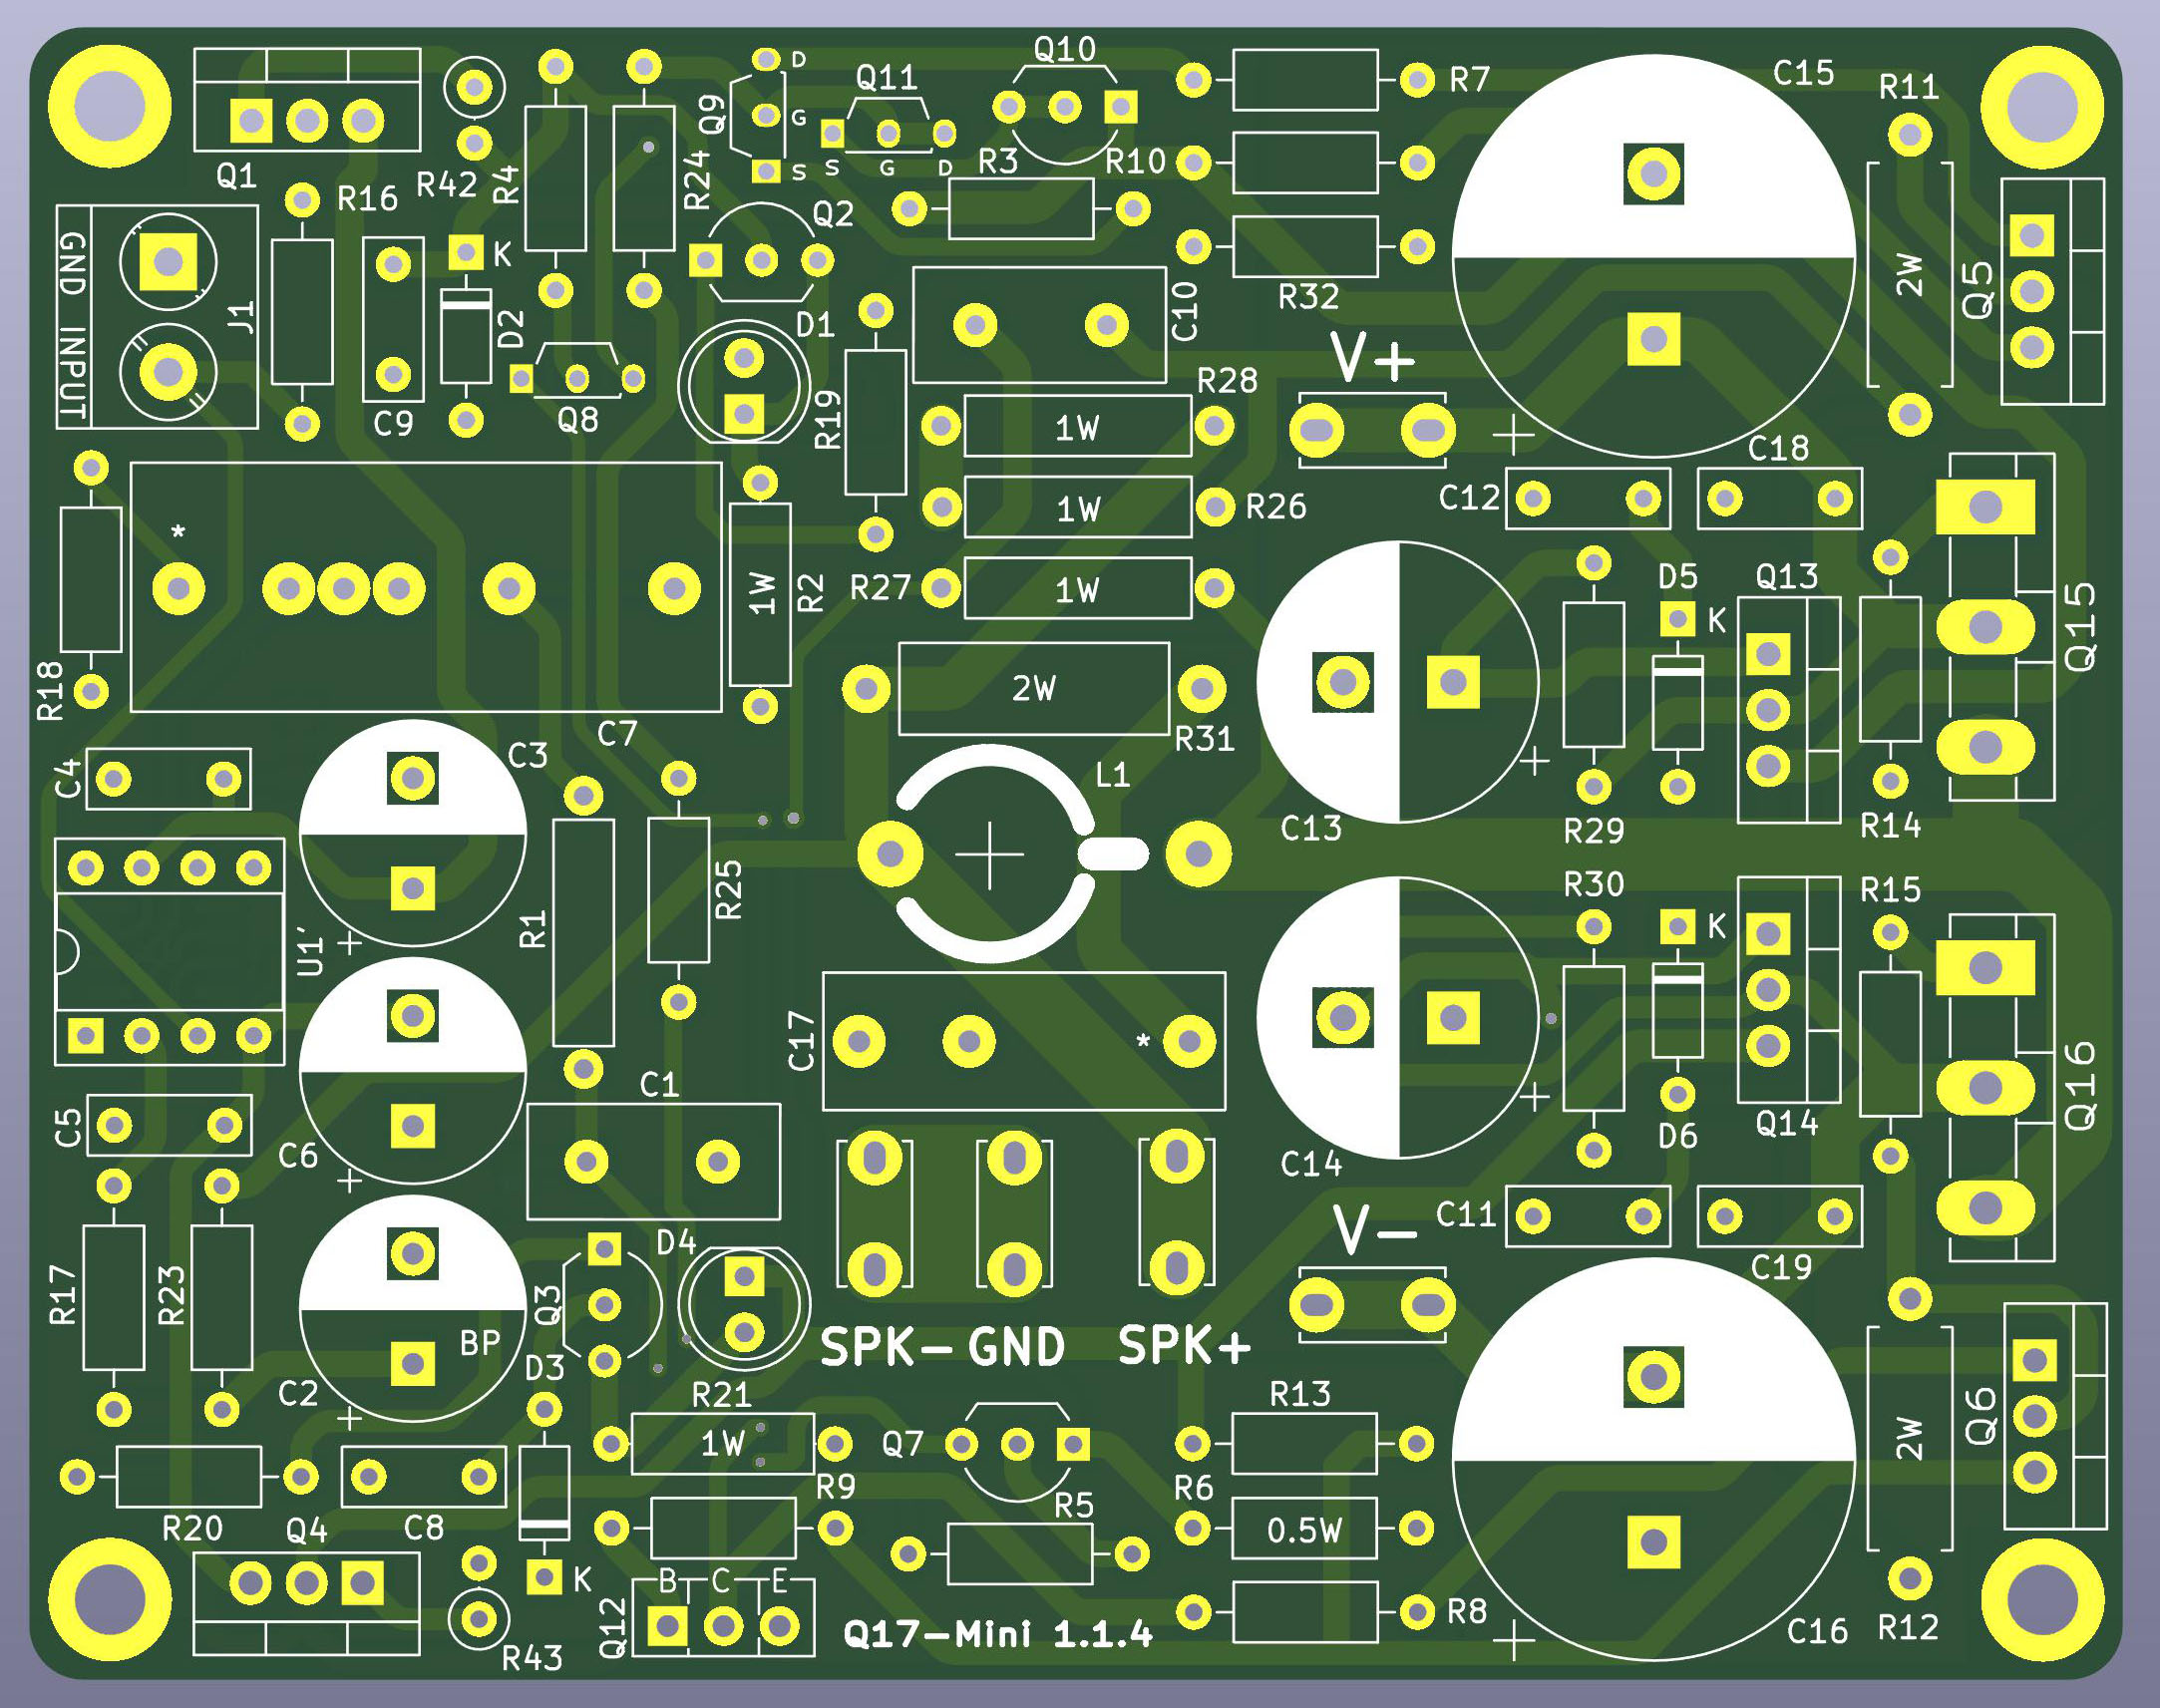 Q1
R42
R4
R24
Q9
D
G
S
Q11
S
G
D
Q10
R3
R10
R7
C15
R11
2W
Q5
R16
GND INPUT
J1
C9
K
D2
Q8
Q2
D1
R19
C10
R32
R28
1W
V+
C12
C18
R18
*
1W
R2
1W
R26
R27
1W
D5
K
Q13
Q15
C7
2W
R31
C4
C3
L1
C13
R29
R14
U1'
R1
R25
R30
K
R15
C5
C6
C1
C17
*
C14
D6
Q14
Q16
R17
R23
BP
C2
D3
Q3
D4
SPK-
GND
SPK+
V-
C11
C19
R21
1W
Q7
R13
2W
Q6
R20
Q4
C8
K
R9
R5
R6
0.5W
B
C
E
Q12
R43
Q17-Mini 1.1.4
R8
C16
R12